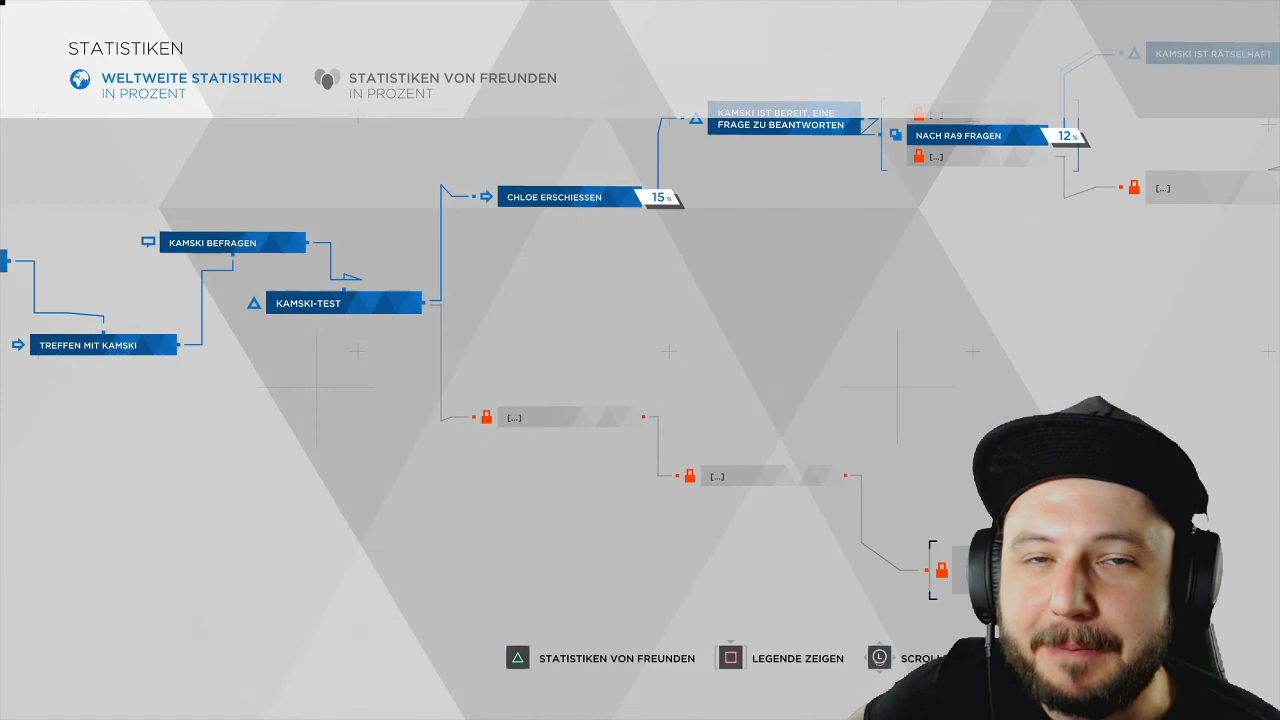 STATISTIKEN
WELTWEITE STATISTIKEN
IN PROZENT
STATISTIKEN VON FREUNDEN
IN PROZENT
KAMSKI IST RÄTSELHAFT
KAMSKI IST BEREIT, EINE
FRAGE ZU BEANTWORTEN
[...]
NACH RA9 FRAGEN
12%
[...]
[...]
CHLOE ERSCHIESSEN
15%
KAMSKI BEFRAGEN
KAMSKI-TEST
TREFFEN MIT KAMSKI
[...]
[...]
STATISTIKEN VON FREUNDEN
LEGENDE ZEIGEN
L